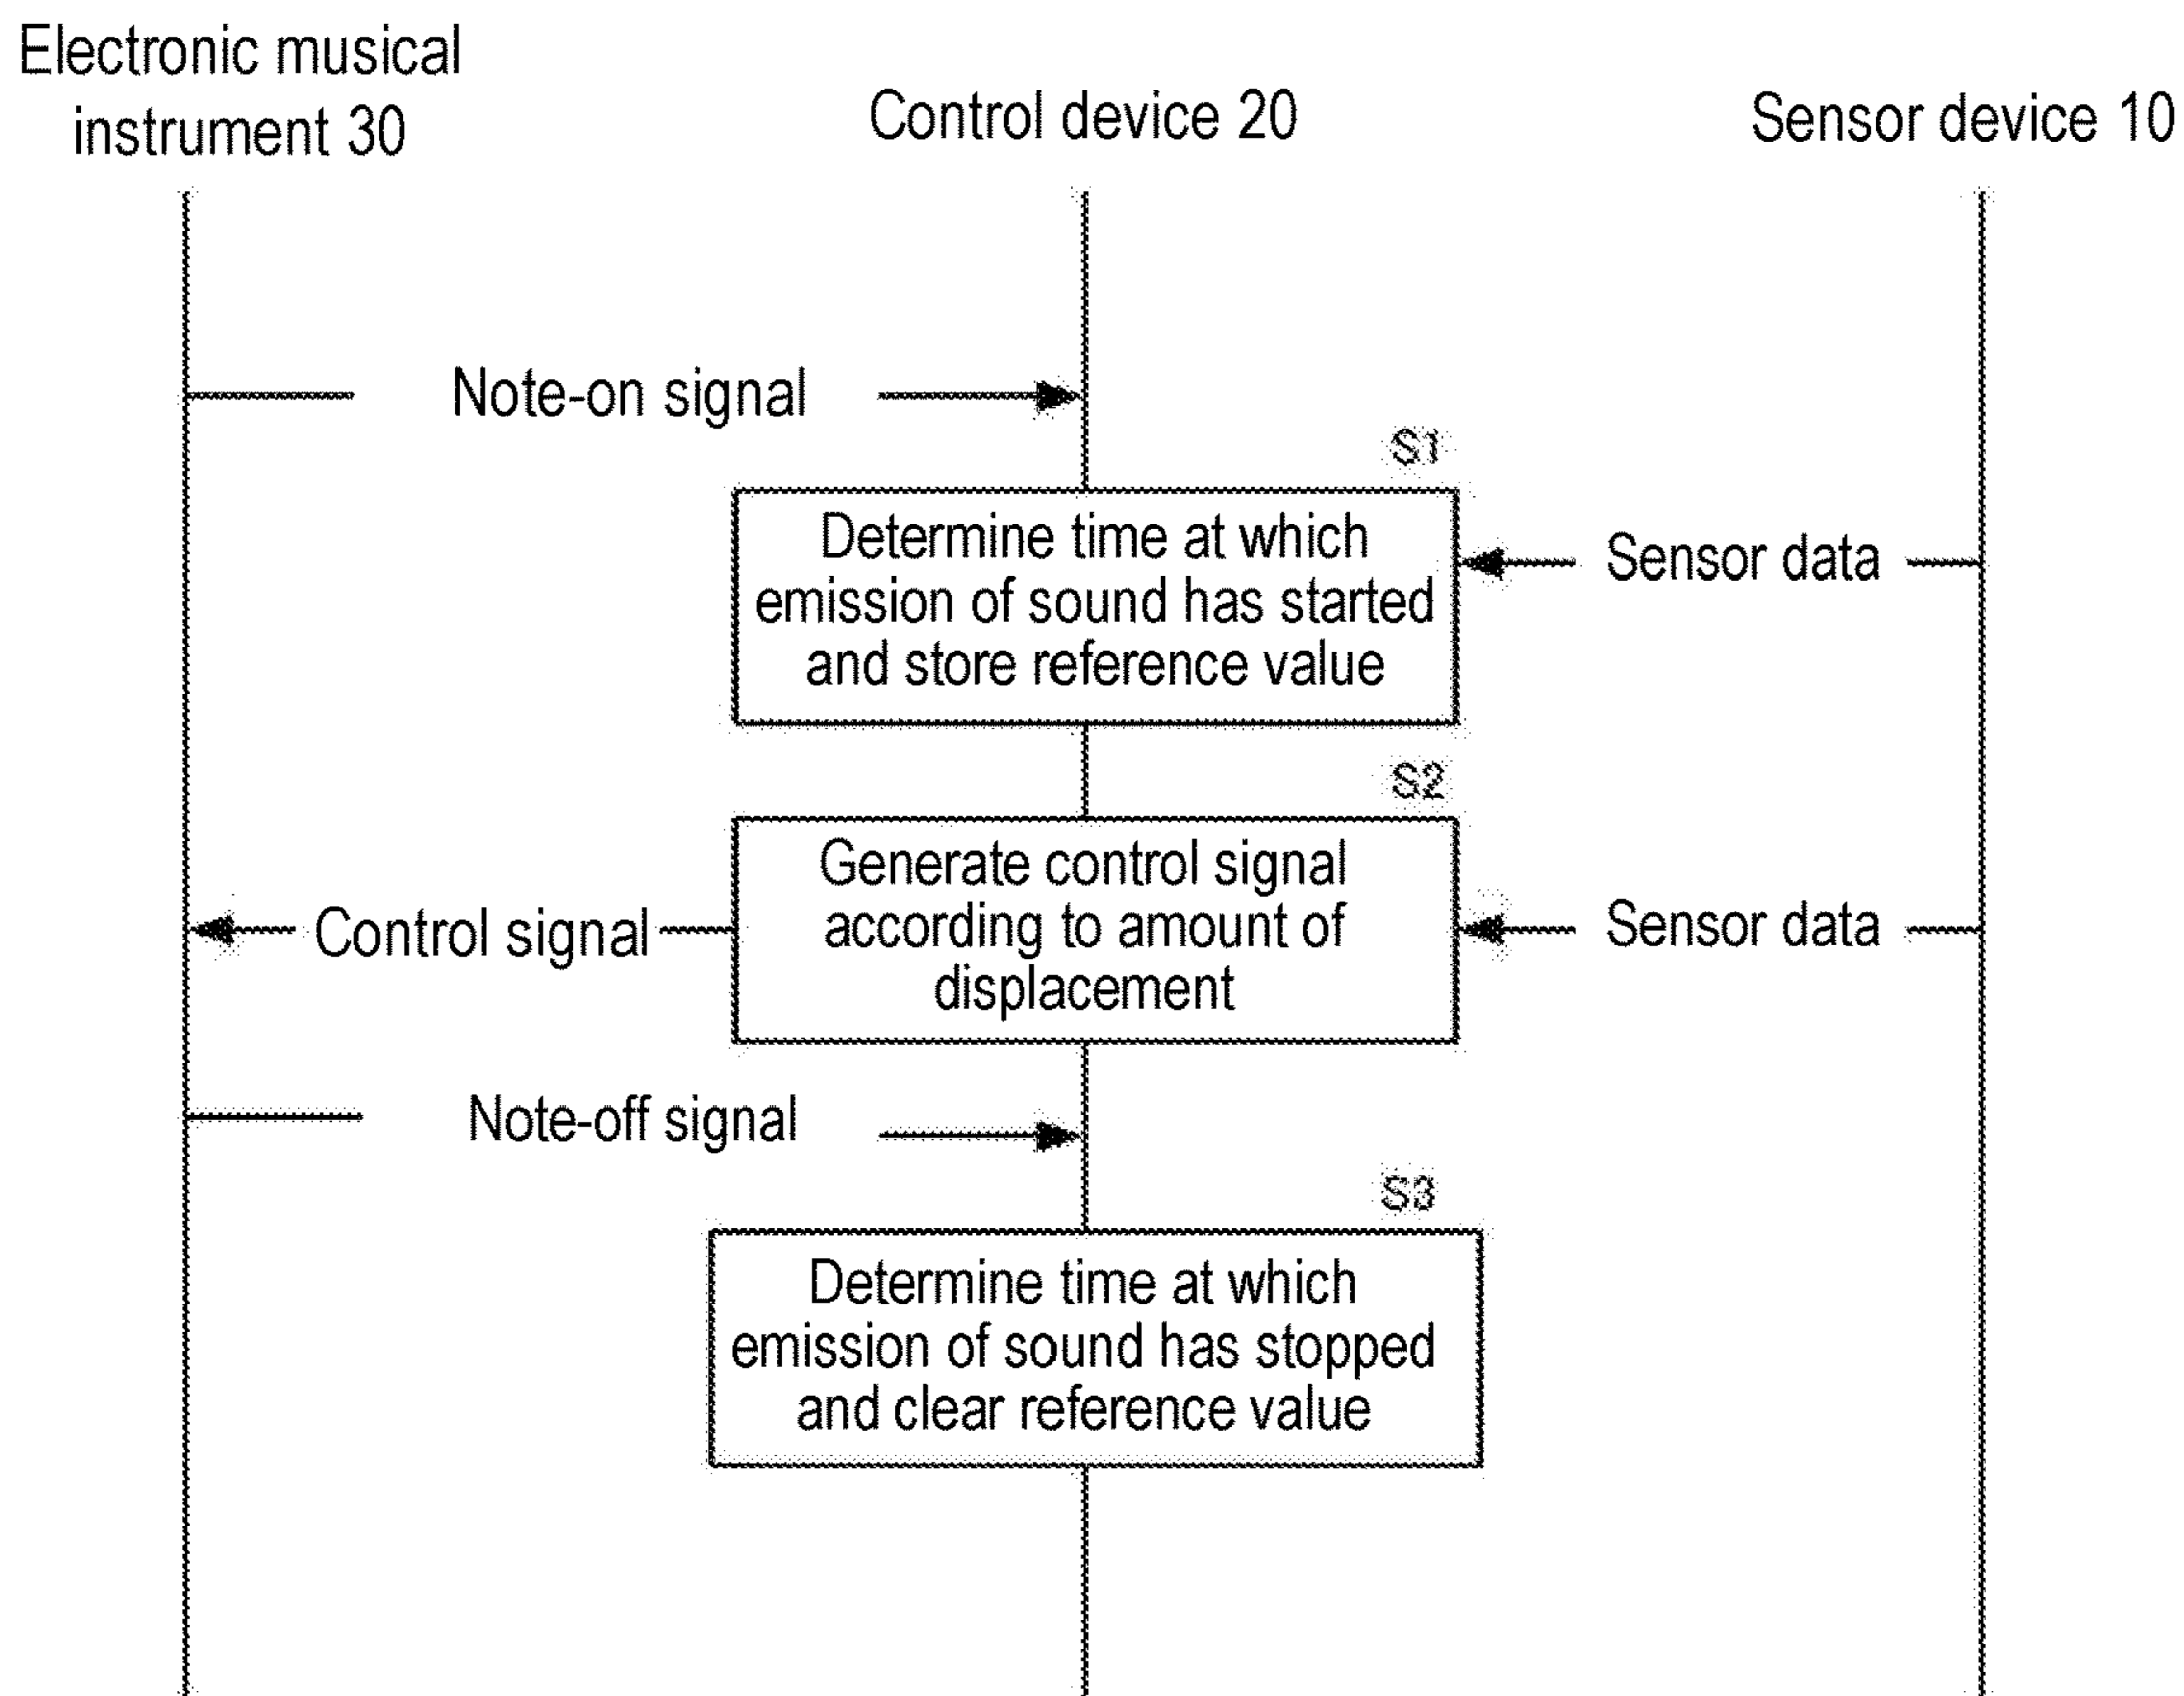 Electronic musical
instrument 30
Control device 20
Sensor device 10
Note-on signal
S1
Determine time at which
emission of sound has started
and store reference value
Sensor data
S2
Generate control signal
according to amount of
displacement
Control signal
Sensor data
Note-off signal
S3
Determine time at which
emission of sound has stopped
and clear reference value